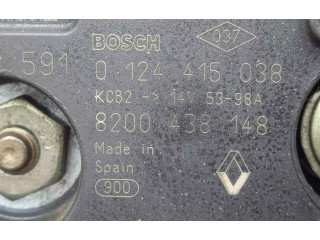 BOSCH 037
591 0 124 415 038
KCB2 -> 14V 53-98A
8200 438 148
Made in
Spain
900